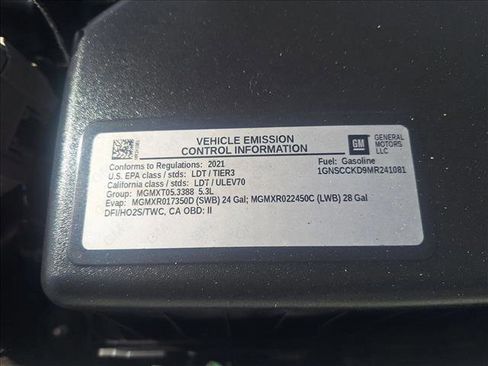 VEHICLE EMISSION
CONTROL INFORMATION
GM
GENERAL
MOTORS
LLC
Conforms to Regulations: 2021
Fuel: Gasoline
U.S. EPA class / stds: LDT / TIER3
1GNSCCKD9MR241081
California class / stds: LDT / ULEV70
Group: MGMXT05.3388 5.3L
Evap: MGMXR017350D (SWB) 24 Gal; MGMXR022450C (LWB) 28 Gal
DFI/HO2S/TWC, CA OBD: II